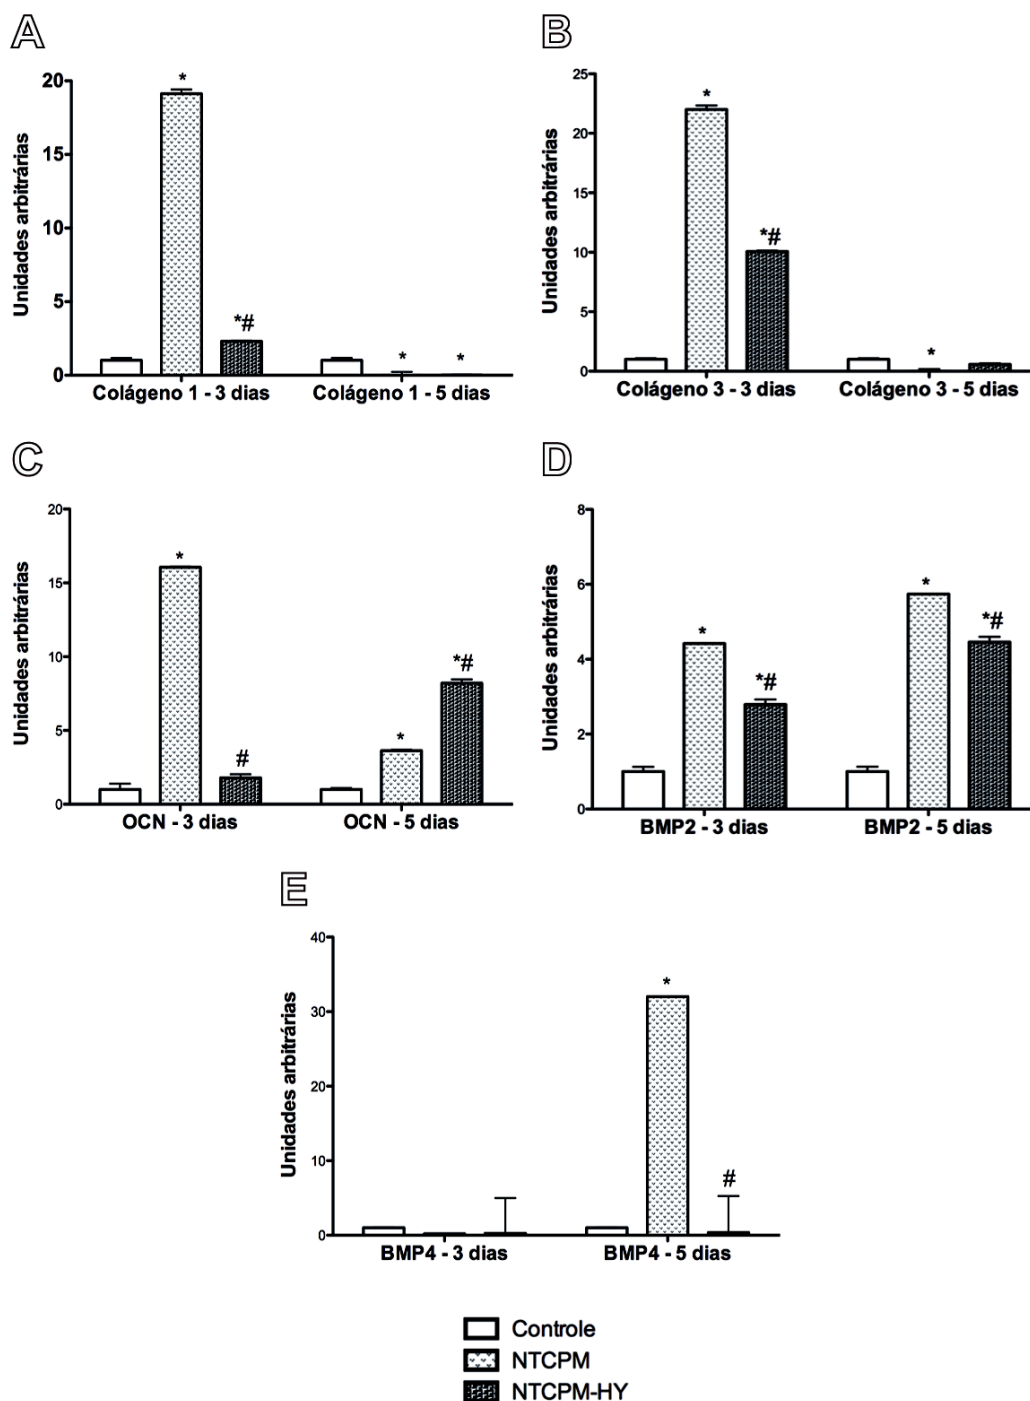 A
Unidades arbitrárias
20
15
10
5
0
*
*#
*
*
Colágeno 1 - 3 dias
Colágeno 1 - 5 dias
B
Unidades arbitrárias
25
20
15
10
5
0
*
*#
*
Colágeno 3 - 3 dias
Colágeno 3 - 5 dias
C
Unidades arbitrárias
20
15
10
5
0
*
#
*
*#
OCN - 3 dias
OCN - 5 dias
D
Unidades arbitrárias
8
6
4
2
0
*
*#
*
*#
BMP2 - 3 dias
BMP2 - 5 dias
E
Unidades arbitrárias
40
30
20
10
0
*
#
BMP4 - 3 dias
BMP4 - 5 dias
Controle
NTCPM
NTCPM-HY